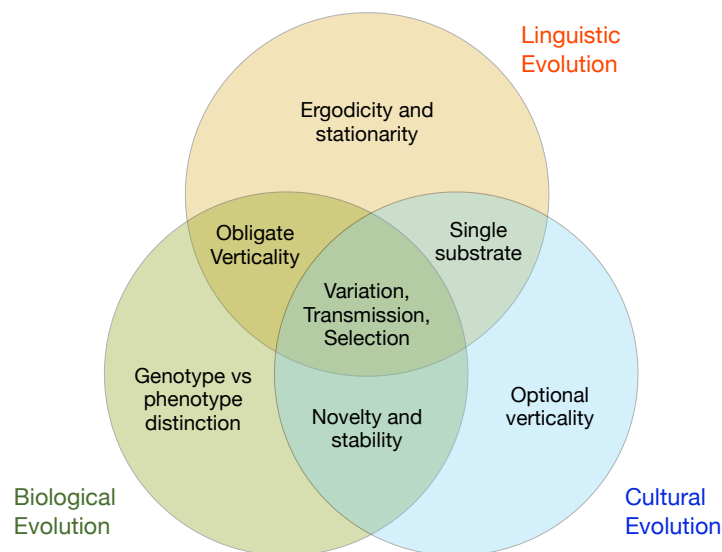 Linguistic
Evolution
Ergodicity and
stationarity
Obligate
Verticality
Single
substrate
Variation,
Transmission,
Selection
Genotype vs
phenotype
distinction
Novelty and
stability
Optional
verticality
Biological
Evolution
Cultural
Evolution